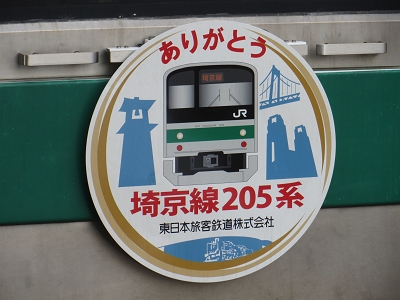 ありがとう
埼京線
JR
埼京線205系
東日本旅客鉄道株式会社